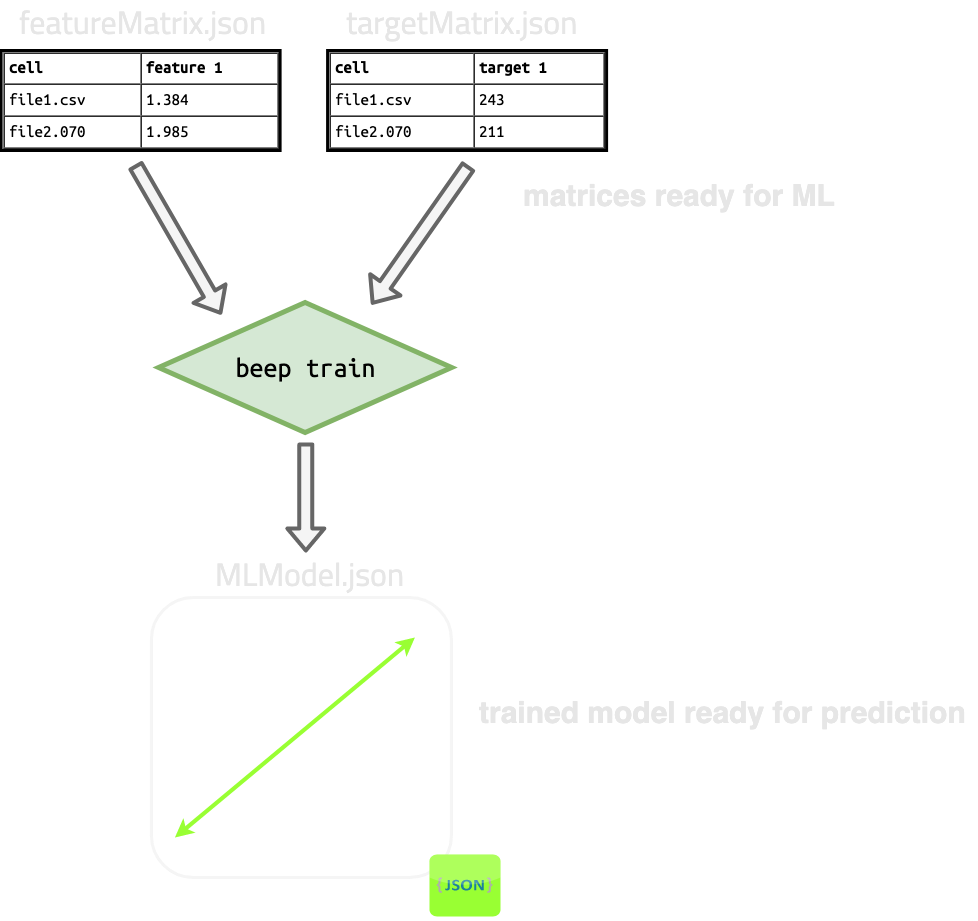 featureMatrix.json
targetMatrix.json
cell feature 1
file1.csv 1.384
file2.070 1.985
cell target 1
file1.csv 243
file2.070 211
matrices ready for ML
beep train
MLModel.json
trained model ready for prediction
{JSON}